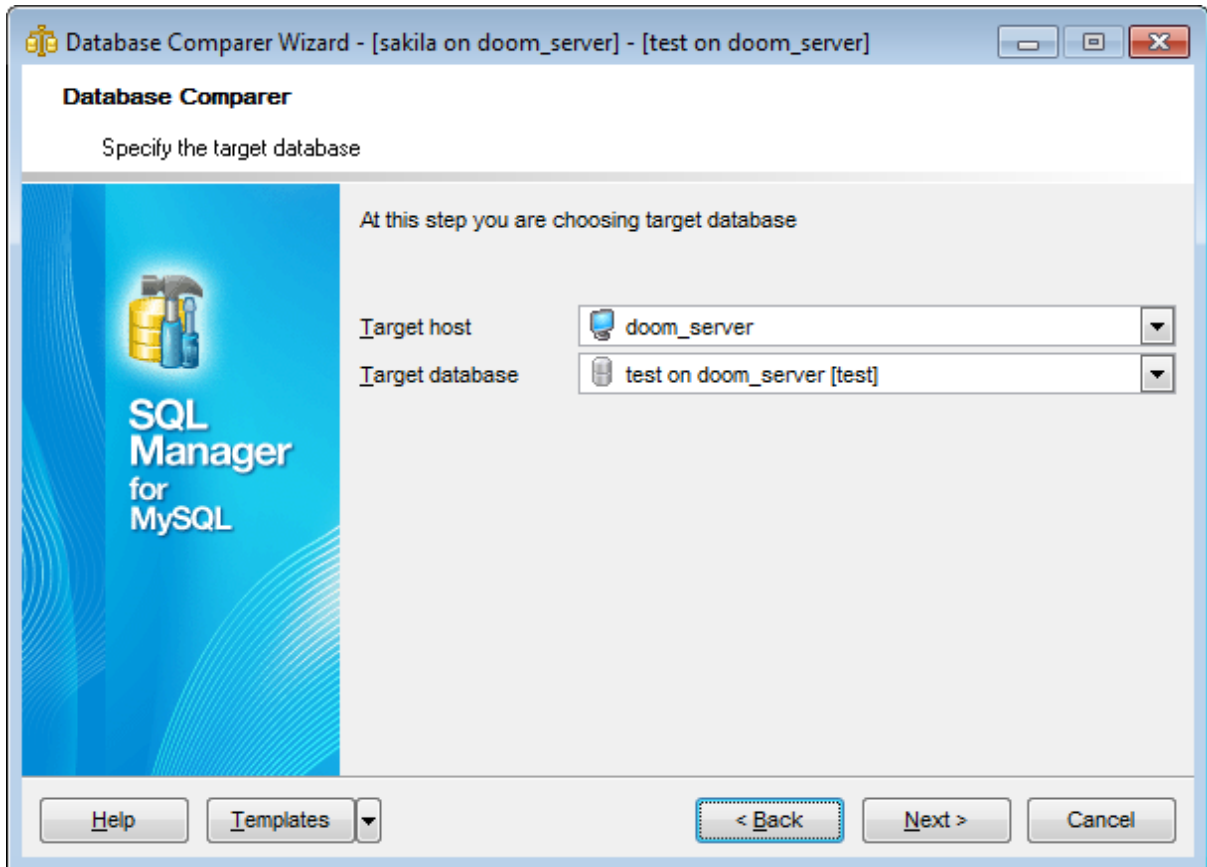 Database Comparer Wizard - [sakila on doom_server] - [test on doom_server]
Database Comparer
Specify the target database
At this step you are choosing target database
Target host
doom_server
Target database
test on doom_server [test]
SQL
Manager
for
MySQL
Help
Templates
< Back
Next >
Cancel